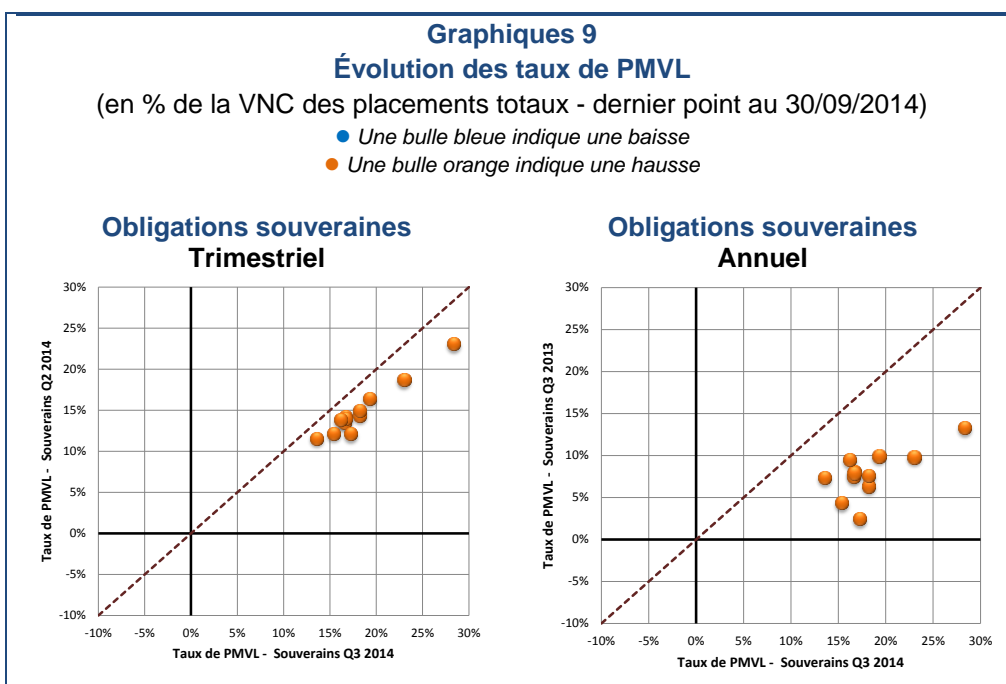 Graphiques 9
Évolution des taux de PMVL
(en % de la VNC des placements totaux - dernier point au 30/09/2014)
Une bulle bleue indique une baisse
Une bulle orange indique une hausse
Obligations souveraines
Trimestriel
30%
25%
20%
15%
10%
5%
0%
-5%
-10%
-10%
-5%
0%
5%
10%
15%
20%
25%
30%
Taux de PMVL - Souverains Q2 2014
Taux de PMVL - Souverains Q3 2014
Obligations souveraines
Annuel
30%
25%
20%
15%
10%
5%
0%
-5%
-10%
-10%
-5%
0%
5%
10%
15%
20%
25%
30%
Taux de PMVL - Souverains Q3 2013
Taux de PMVL - Souverains Q3 2014